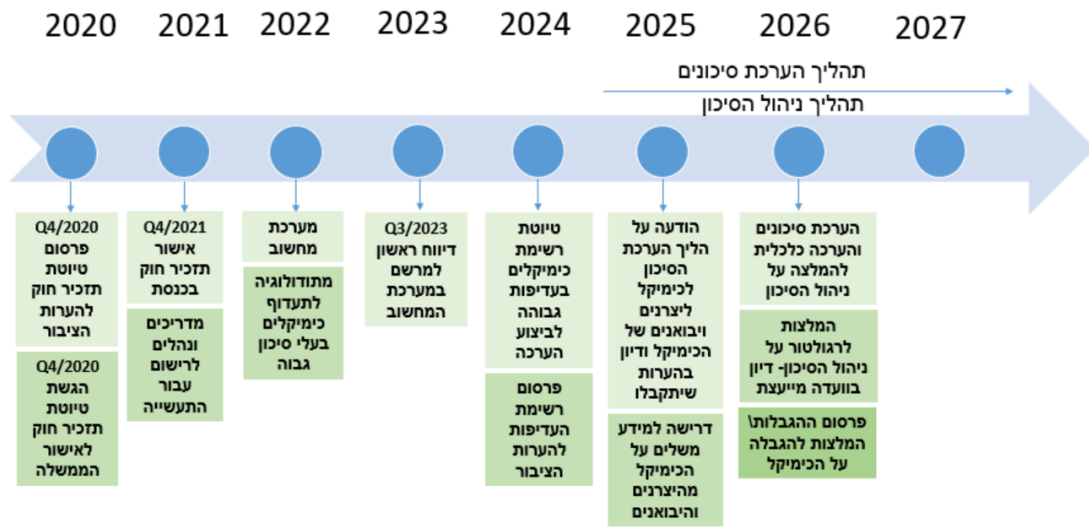 2020 2021 2022 2023 2024 2025 2026 2027
תהליך הערכת סיכונים
תהליך ניהול הסיכון
Q4/2020
פרסום
טיוטת
תזכיר חוק
להערות
הציבור
Q4/2020
הגשת
טיוטת
תזכיר חוק
לאישור
הממשלה
Q4/2021
אישור
תזכיר חוק
בכנסת
מדריכים
ונהלים
לרישום
עבור
התעשייה
מערכת
מחשוב
מתודולוגיה
לתעדוף
כימיקלים
בעלי סיכון
גבוה
Q3/2023
דיווח ראשון
למרשם
במערכת
המחשוב
טיוטת
רשימת
כימיקלים
בעדיפות
גבוהה
לביצוע
הערכה
פרסום
רשימת
העדיפות
להערות
הציבור
הודעה על
הליך הערכת
הסיכון
לכימיקל
ליצרנים
ויבואנים של
הכימיקל ודיון
בהערות
שיתקבלו
דרישה למידע
משלים על
הכימיקל
מהיצרנים
והיבואנים
הערכת סיכונים
והערכה כלכלית
להמלצה על
ניהול הסיכון
המלצות
לרגולטור על
ניהול הסיכון- דיון
בוועדה מייעצת
פרסום ההגבלות\
המלצות להגבלה
על הכימיקל